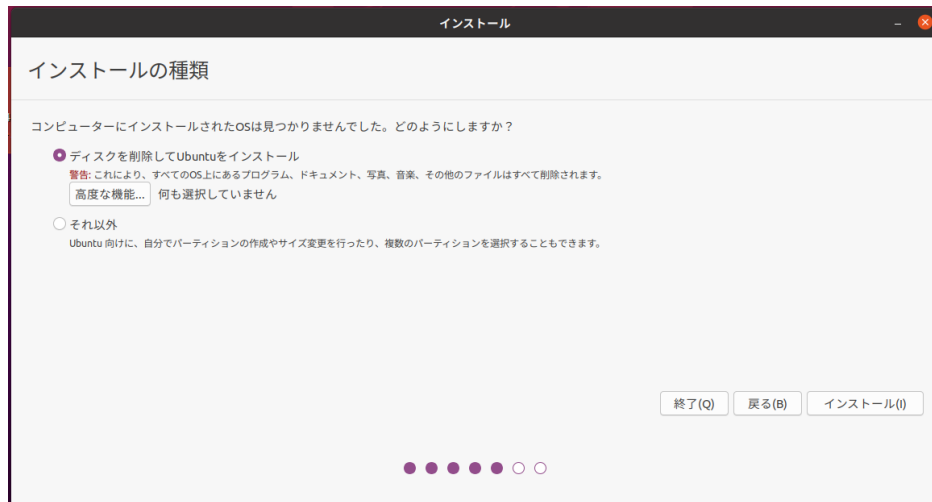 インストール
インストールの種類
コンピューターにインストールされたOSは見つかりませんでした。どのようにしますか？
ディスクを削除してUbuntuをインストール
警告: これにより、すべてのOS上にあるプログラム、ドキュメント、写真、音楽、その他のファイルはすべて削除されます。
高度な機能... 何も選択していません
それ以外
Ubuntu 向けに、自分でパーティションの作成やサイズ変更を行ったり、複数のパーティションを選択することもできます。
終了(Q) 戻る(B) インストール(I)